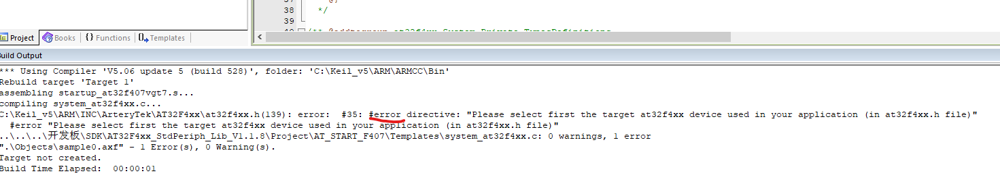 38 */
39
Project Books {} Functions Templates
Build Output
*** Using Compiler 'V5.06 update 5 (build 528)', folder: 'C:\Keil_v5\ARM\ARMCC\Bin'
Rebuild target 'Target 1'
assembling startup_at32f407vgt7.s...
compiling system_at32f4xx.c...
C:\Keil_v5\ARM\INC\ArteryTek\AT32F4xx\at32f4xx.h(139): error: #35: #error directive: "Please select first the target at32f4xx device used in your application (in at32f4xx.h file)"
#error "Please select first the target at32f4xx device used in your application (in at32f4xx.h file)"
..\..\..\开发板\SDK\AT32F4xx_StdPeriph_Lib_V1.1.8\Project\AT_START_F407\Templates\system_at32f4xx.c: 0 warnings, 1 error
".\Objects\sample0.axf" - 1 Error(s), 0 Warning(s).
Target not created.
Build Time Elapsed: 00:00:01